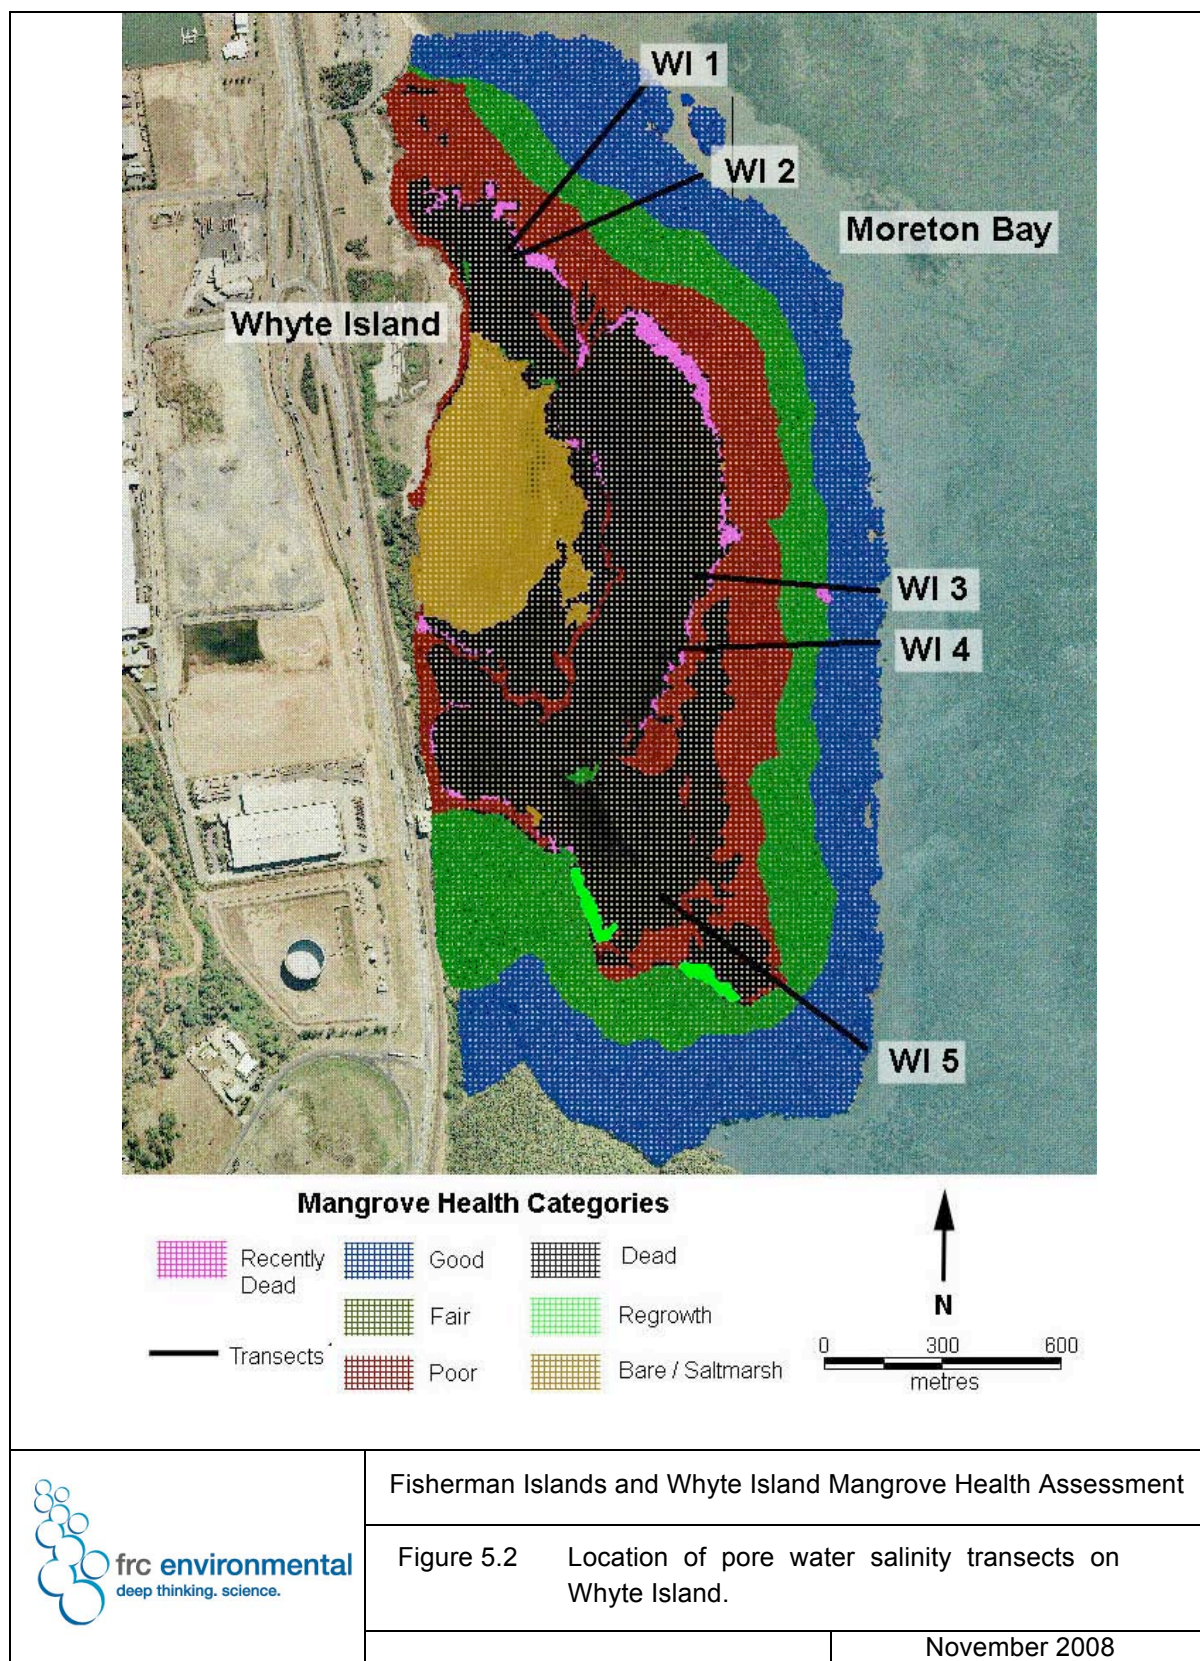 WI 1
WI 2
Moreton Bay
Whyte Island
WI 3
WI 4
WI 5
Mangrove Health Categories
Recently
Dead
Good
Dead
Fair
Regrowth
Transects
Poor
Bare / Saltmarsh
N
0 300 600
metres
frc environmental
deep thinking. science.
Fisherman Islands and Whyte Island Mangrove Health Assessment
Figure 5.2 Location of pore water salinity transects on
Whyte Island.
November 2008